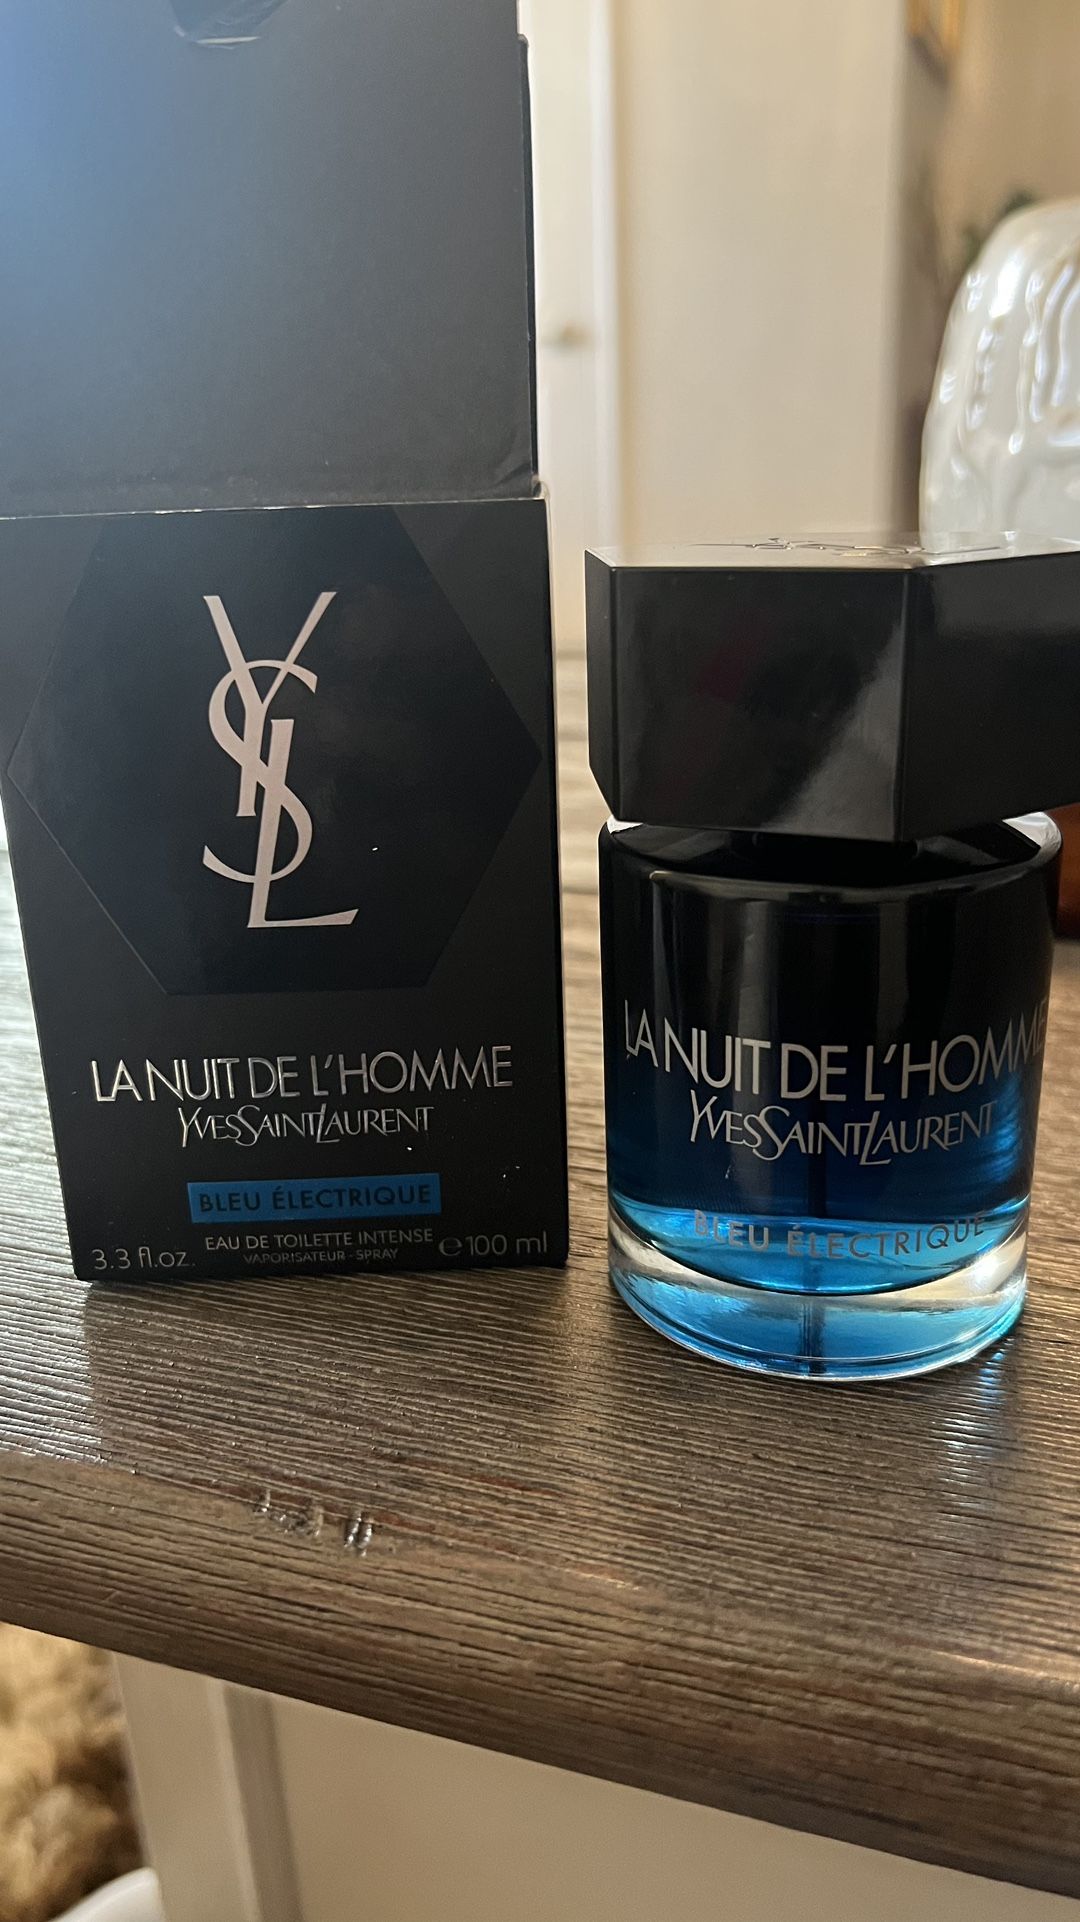 YSL
LA NUIT DE L'HOMME
YVESSAINTLAURENT
BLEU ÉLECTRIQUE
3.3 fl.oz. EAU DE TOILETTE INTENSE e100 ml
VAPORISATEUR - SPRAY
LA NUIT DE L'HOMME
YVESSAINTLAURENT
BLEU ÉLECTRIQUE